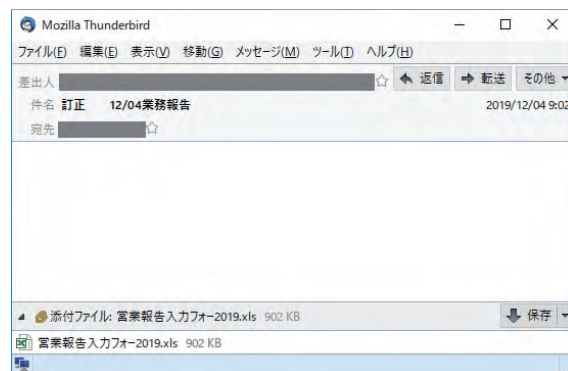 Mozilla Thunderbird
ファイル(F) 編集(E) 表示(V) 移動(G) メッセージ(M) ツール(T) ヘルプ(H)
差出人 返信 転送 その他
件名 訂正 12/04業務報告 2019/12/04 9:02
宛先
添付ファイル: 営業報告入力フォー2019.xls 902 KB 保存
営業報告入力フォー2019.xls 902 KB